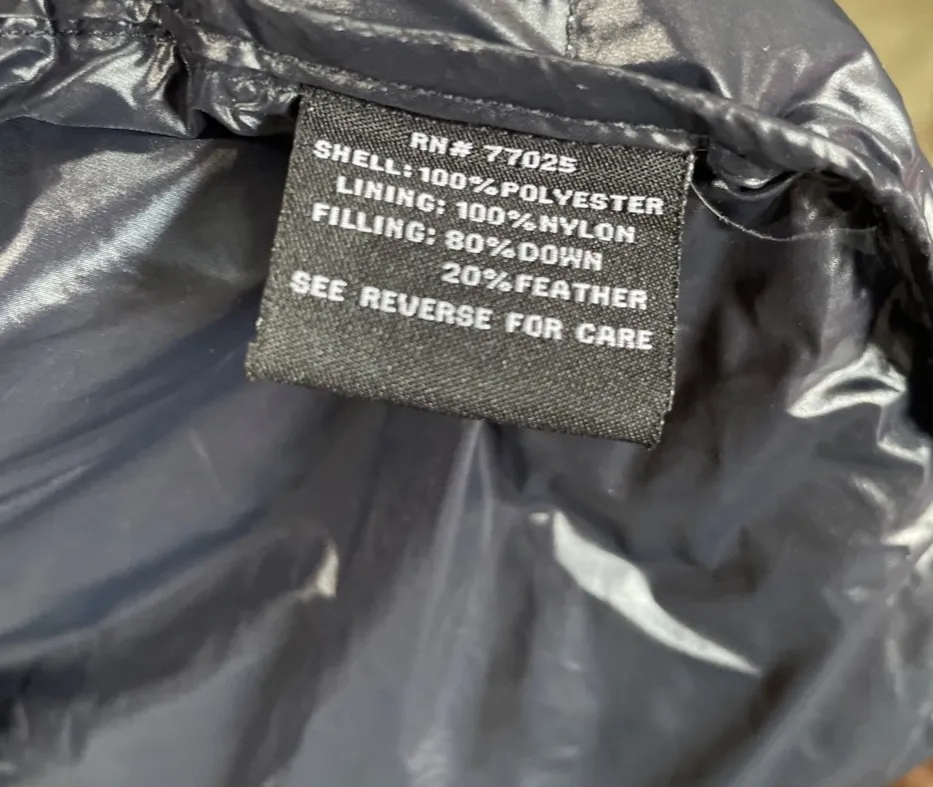 RN# 77025
SHELL: 100% POLYESTER
LINING: 100% NYLON
FILLING: 80% DOWN
20% FEATHER
SEE REVERSE FOR CARE